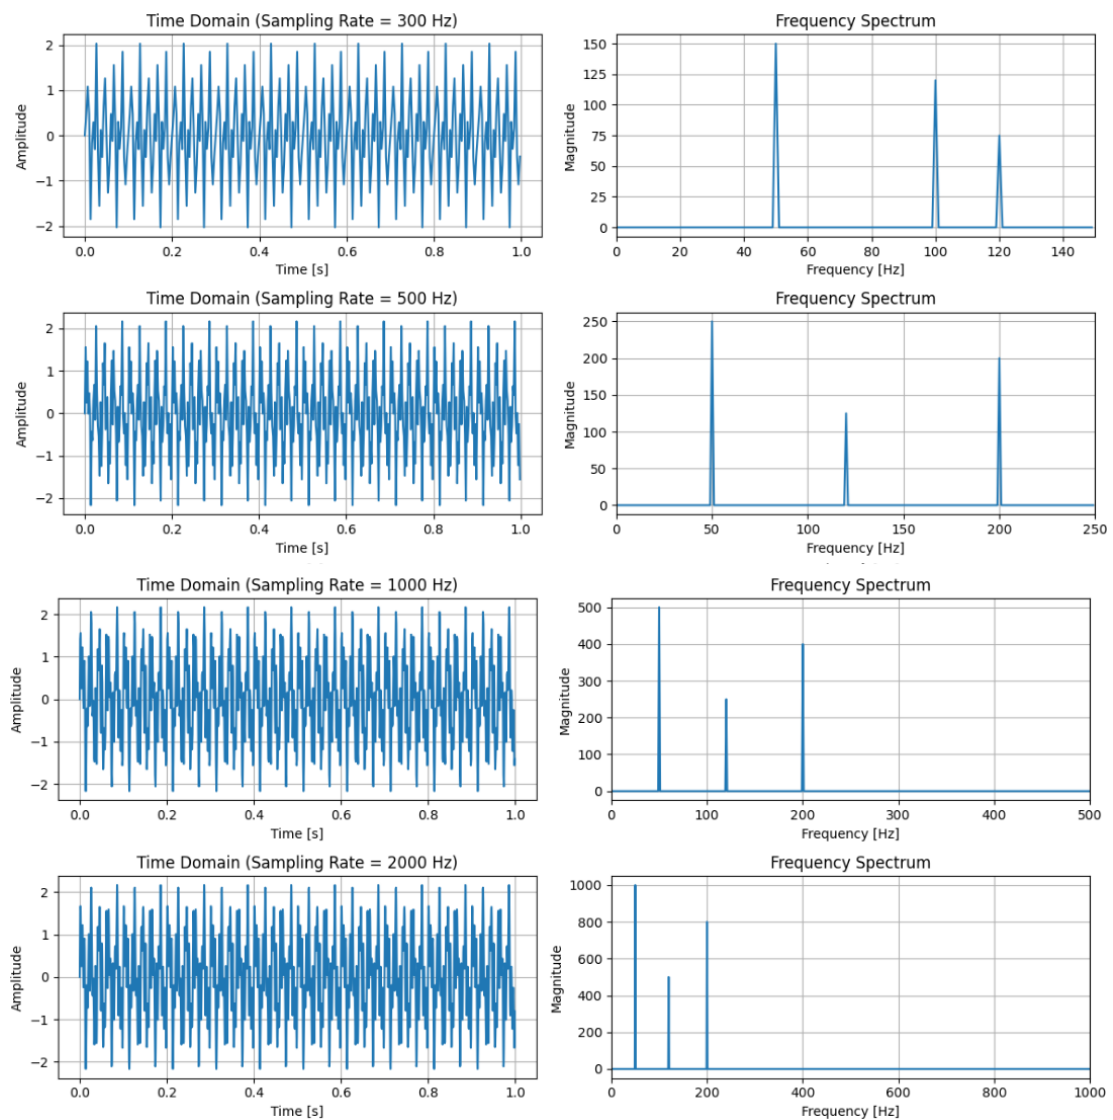 Time Domain (Sampling Rate = 300 Hz)
2
1
0
−1
−2
Amplitude
0.0 0.2 0.4 0.6 0.8 1.0
Time [s]
Frequency Spectrum
150
125
100
75
50
25
0
Magnitude
0 20 40 60 80 100 120 140
Frequency [Hz]
Time Domain (Sampling Rate = 500 Hz)
2
1
0
−1
−2
Amplitude
0.0 0.2 0.4 0.6 0.8 1.0
Time [s]
Frequency Spectrum
250
200
150
100
50
0
Magnitude
0 50 100 150 200 250
Frequency [Hz]
Time Domain (Sampling Rate = 1000 Hz)
2
1
0
−1
−2
Amplitude
0.0 0.2 0.4 0.6 0.8 1.0
Time [s]
Frequency Spectrum
500
400
300
200
100
0
Magnitude
0 100 200 300 400 500
Frequency [Hz]
Time Domain (Sampling Rate = 2000 Hz)
2
1
0
−1
−2
Amplitude
0.0 0.2 0.4 0.6 0.8 1.0
Time [s]
Frequency Spectrum
1000
800
600
400
200
0
Magnitude
0 200 400 600 800 1000
Frequency [Hz]